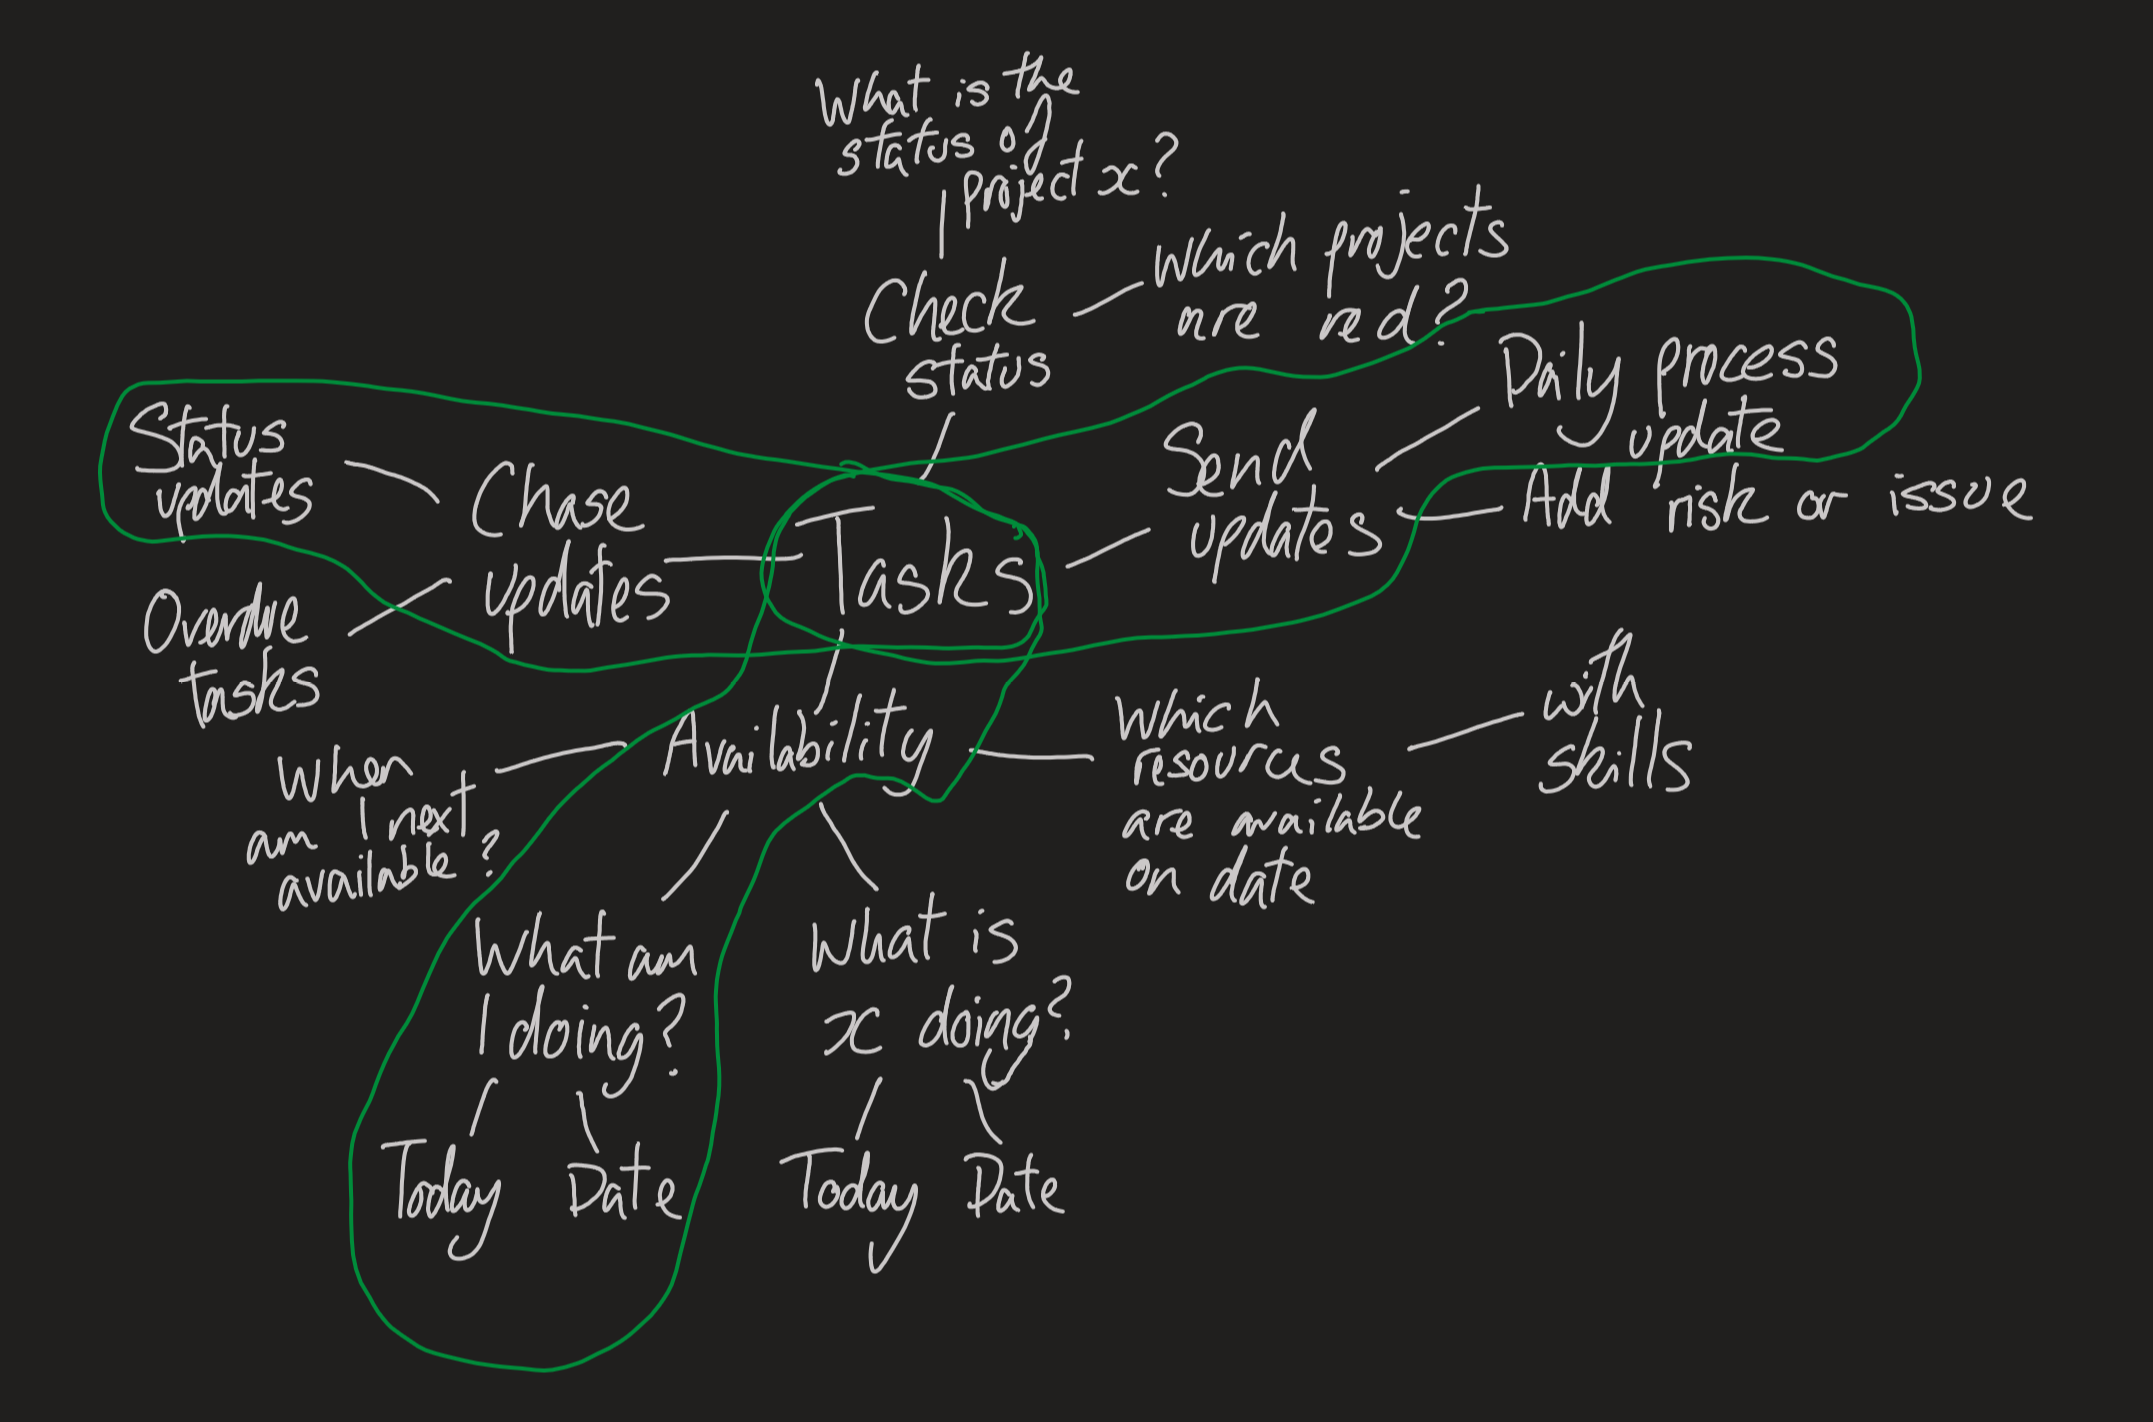 What is the
status of
project x?
Which projects
are red?
Check
status
Daily process
update
Send
updates
Add risk or issue
Status
updates
Chase
updates
Tasks
Overdue
tasks
Availability
When
am I next
available?
Which
resources
are available
on date
with
skills
What am
I doing?
Today
Date
What is
x doing?
Today
Date